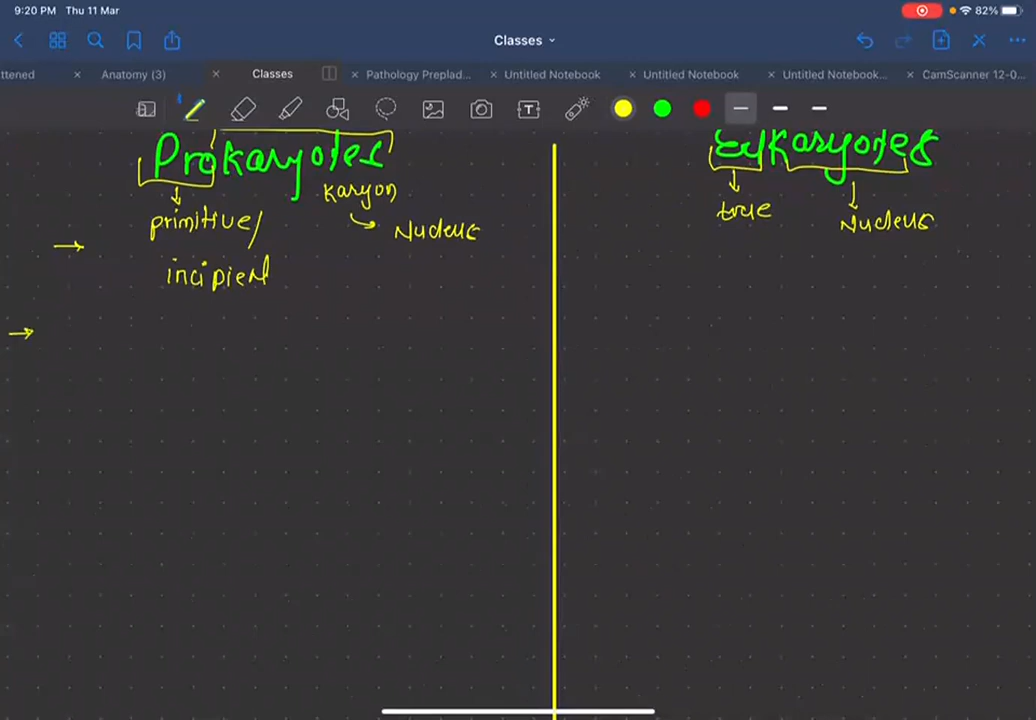 9:20 PM Thu 11 Mar
82%
Classes
ttened
Anatomy (3)
Classes
Pathology Preplad...
Untitled Notebook
Untitled Notebook
Untitled Notebook...
CamScanner 12-0...
T
Prokaryotes
Eukaryotes
karyon
primitive/
Nucleus
true
Nucleus
incipient